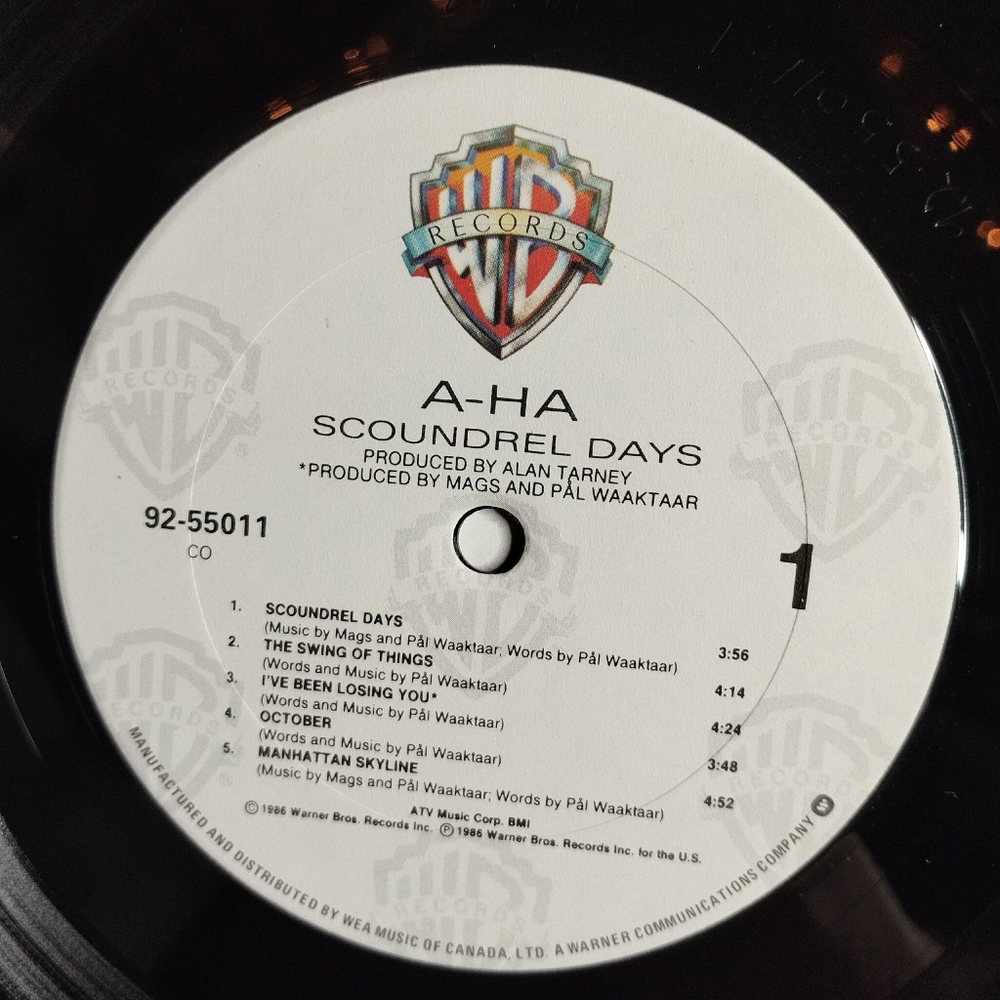 WB
RECORDS
A-HA
SCOUNDREL DAYS
PRODUCED BY ALAN TARNEY
*PRODUCED BY MAGS AND PÅL WAAKTAAR
92-55011
CO
1
1. SCOUNDREL DAYS
(Music by Mags and Pål Waaktaar; Words by Pål Waaktaar) 3:56
2. THE SWING OF THINGS
(Words and Music by Pål Waaktaar) 4:14
3. I'VE BEEN LOSING YOU*
(Words and Music by Pål Waaktaar) 4:24
4. OCTOBER
(Words and Music by Pål Waaktaar) 3:48
5. MANHATTAN SKYLINE
(Music by Mags and Pål Waaktaar; Words by Pål Waaktaar) 4:52
ATV Music Corp. BMI
© 1986 Warner Bros. Records Inc. ℗ 1986 Warner Bros. Records Inc. for the U.S.
MANUFACTURED AND DISTRIBUTED BY WEA MUSIC OF CANADA, LTD. A WARNER COMMUNICATIONS COMPANY